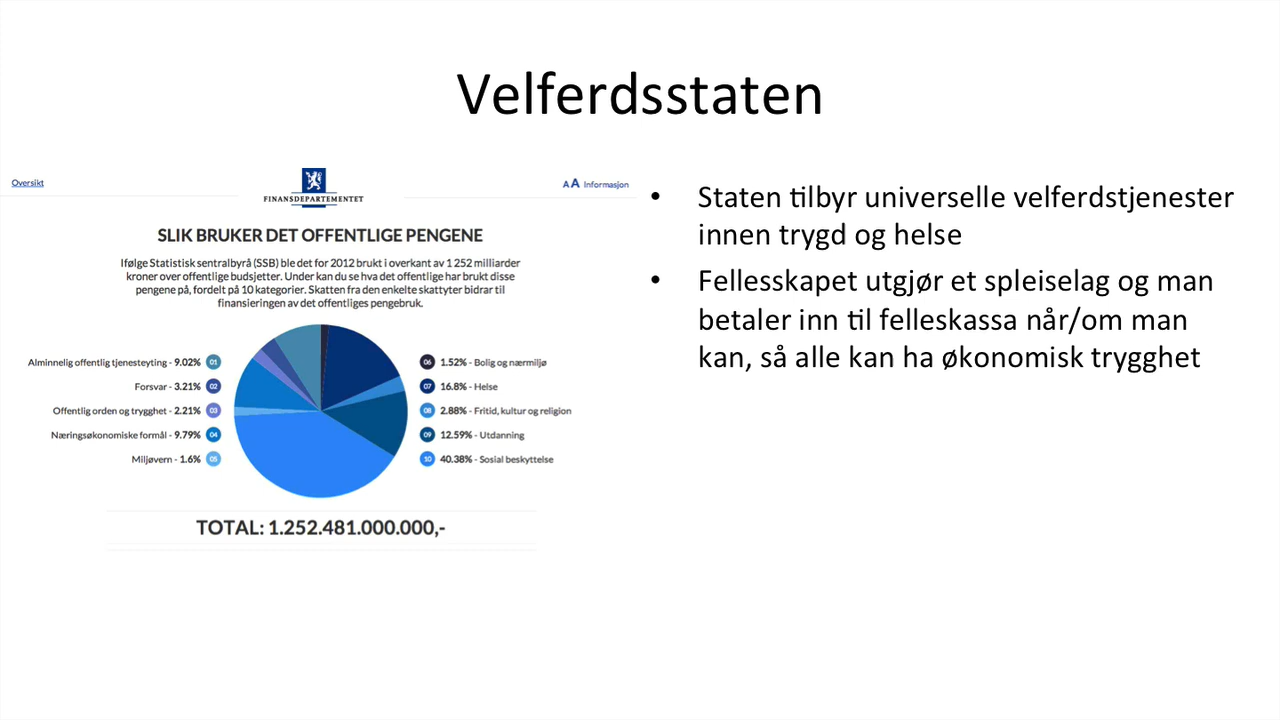 Velferdsstaten
Oversikt
FINANSDEPARTEMENTET
AA Informasjon
SLIK BRUKER DET OFFENTLIGE PENGENE
Ifølge Statistisk sentralbyrå (SSB) ble det for 2012 brukt i overkant av 1 252 milliarder
kroner over offentlige budsjetter. Under kan du se hva det offentlige har brukt disse
pengene på, fordelt på 10 kategorier. Skatten fra den enkelte skattyter bidrar til
finansieringen av det offentliges pengebruk.
Alminnelig offentlig tjenesteyting - 9.02% 01
Forsvar - 3.21% 02
Offentlig orden og trygghet - 2.21% 03
Næringsøkonomiske formål - 9.79% 04
Miljøvern - 1.6% 05
06 1.52% - Bolig og nærmiljø
07 16.8% - Helse
08 2.88% - Fritid, kultur og religion
09 12.59% - Utdanning
10 40.38% - Sosial beskyttelse
TOTAL: 1.252.481.000.000,-
• Staten tilbyr universelle velferdstjenester
innen trygd og helse
• Fellesskapet utgjør et spleiselag og man
betaler inn til felleskassa når/om man
kan, så alle kan ha økonomisk trygghet